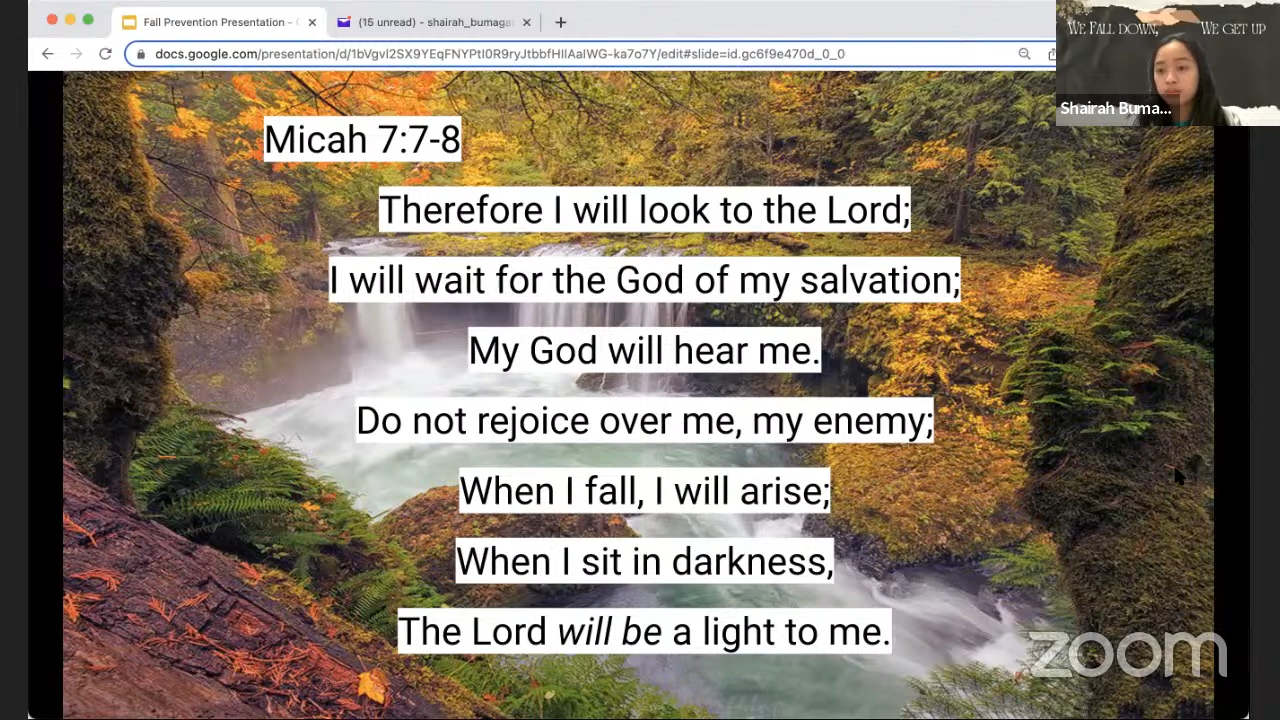 Fall Prevention Presentation -
(15 unread) - shairah_bumaga
docs.google.com/presentation/d/1bVgvl2SX9YEqFNYPtI0R9ryJtbbfHIlAaIWG-ka7o7Y/edit#slide=id.gc6f9e470d_0_0
WE FALL DOWN, WE GET UP
Shairah Buma...
Micah 7:7-8
Therefore I will look to the Lord;
I will wait for the God of my salvation;
My God will hear me.
Do not rejoice over me, my enemy;
When I fall, I will arise;
When I sit in darkness,
The Lord will be a light to me.
zoom